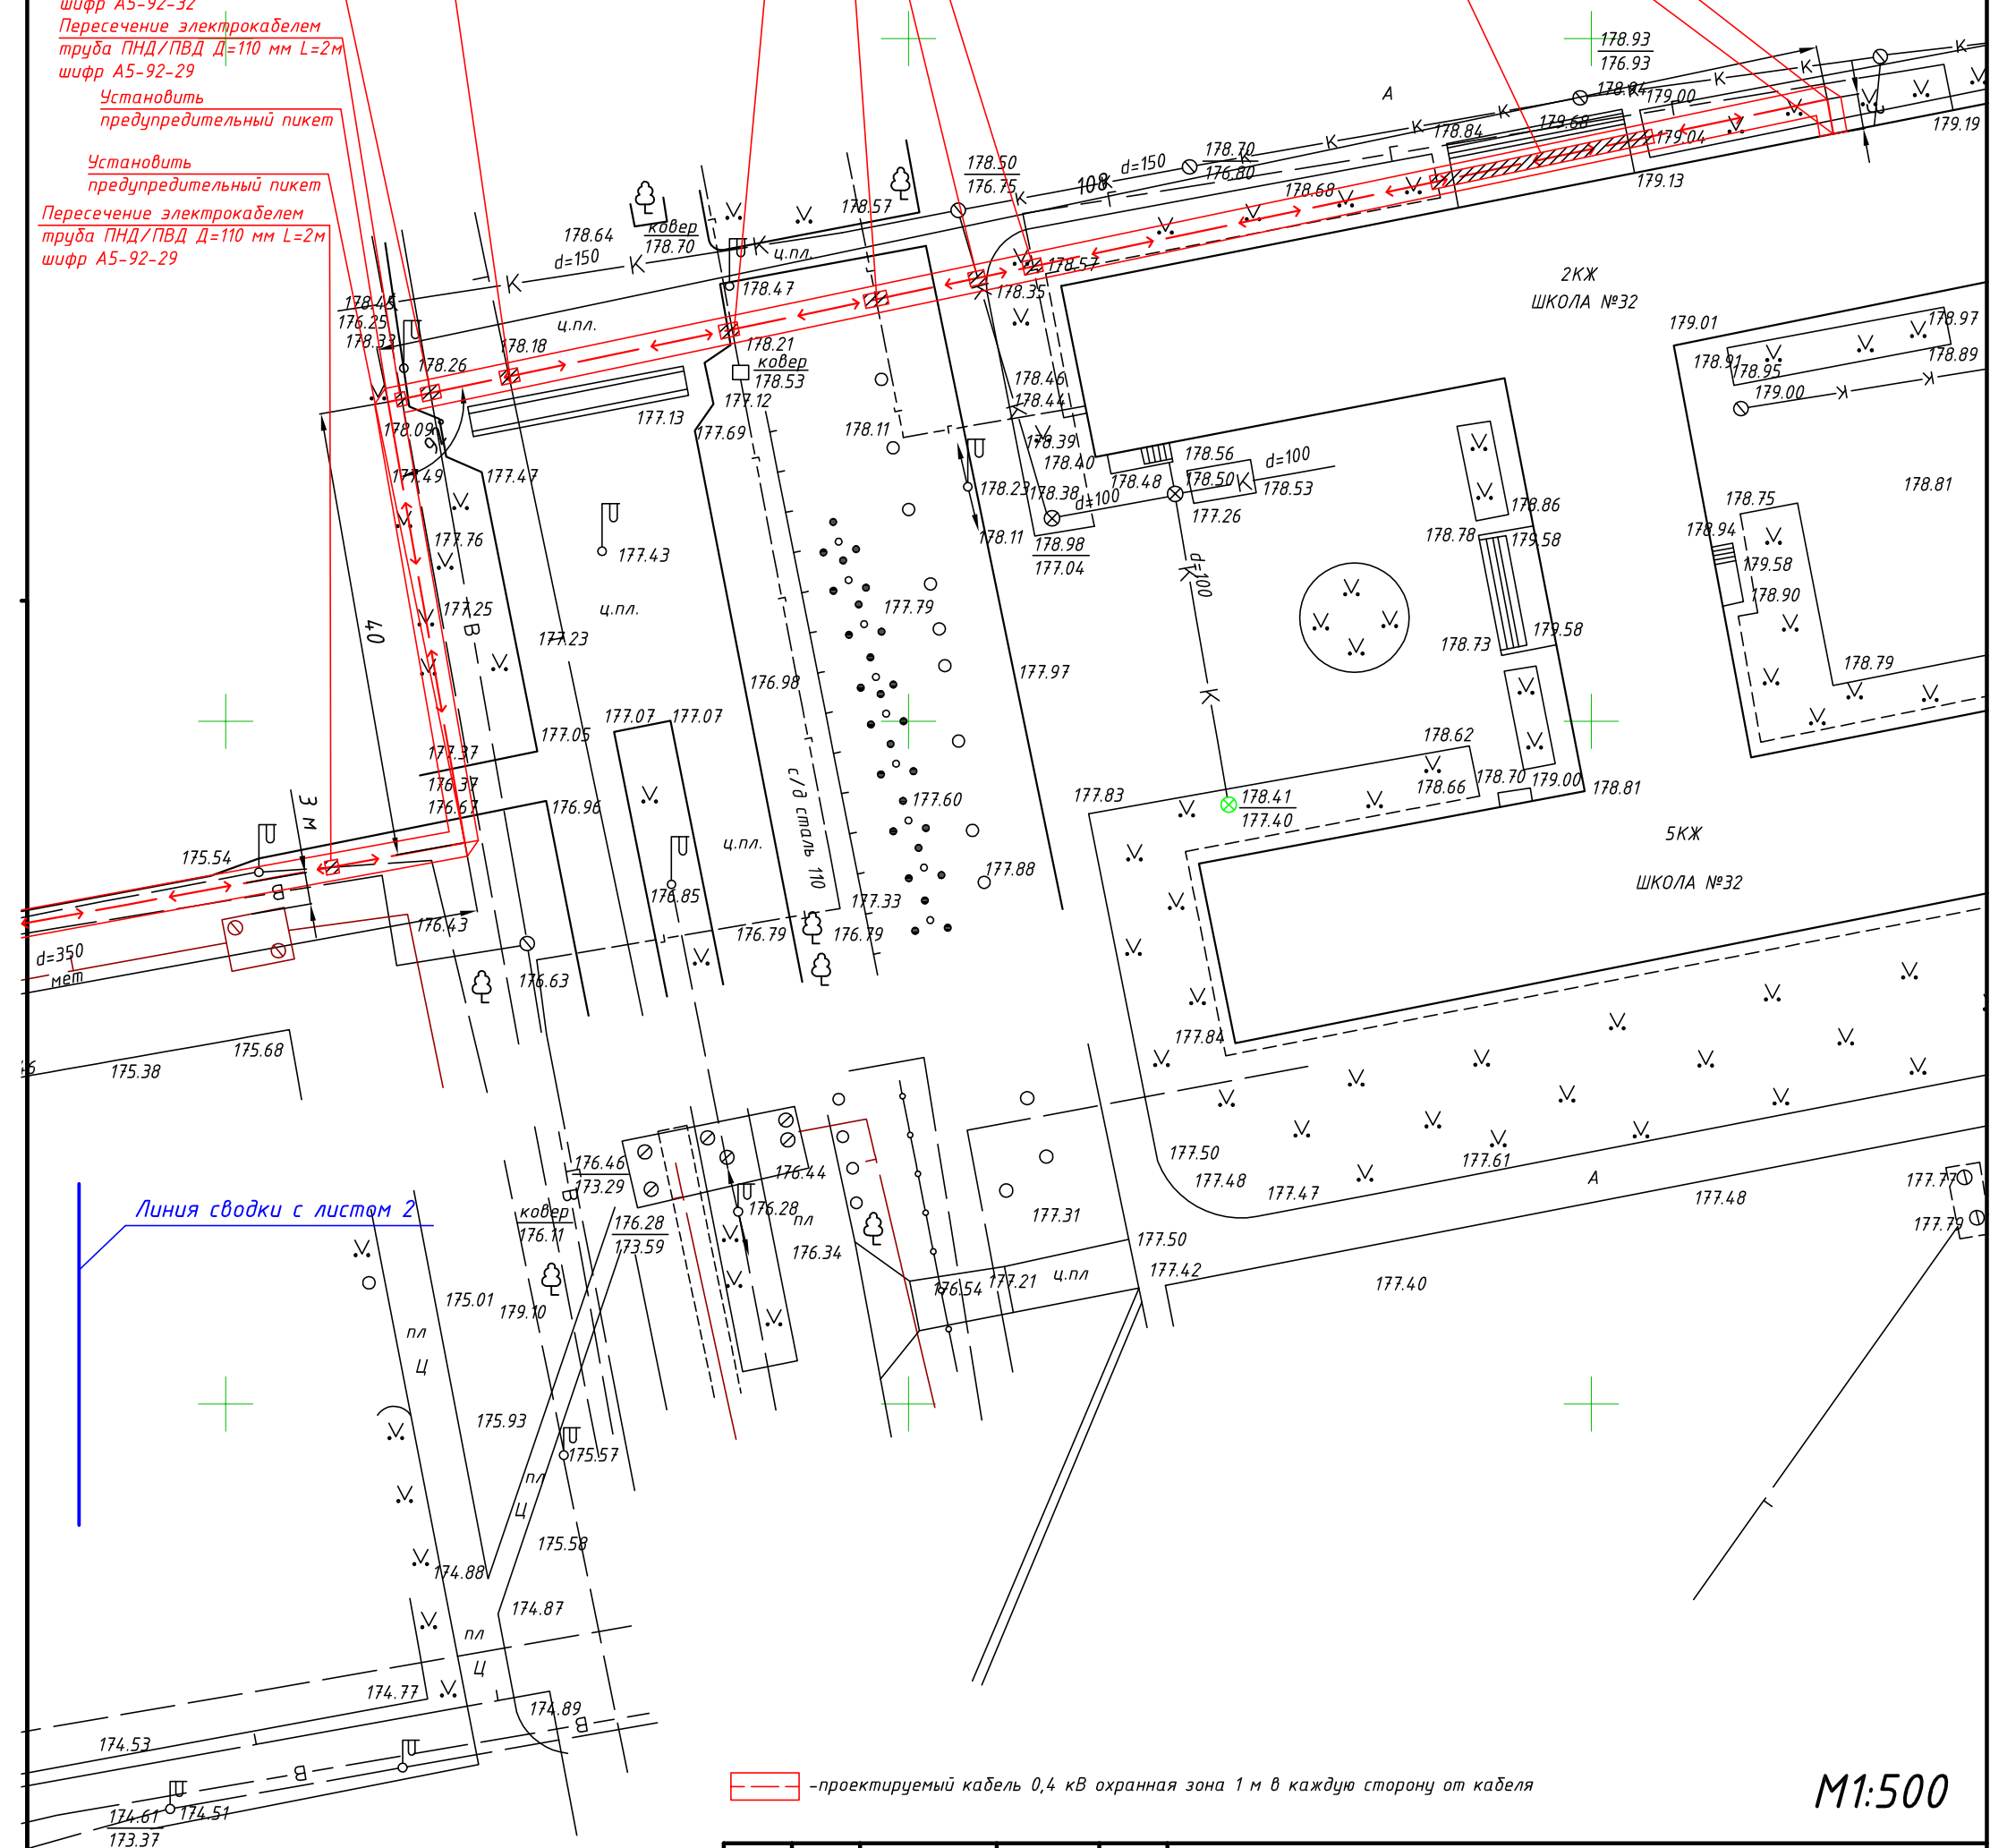 шифр А5-92-32
Пересечение электрокабелем
труба ПНД/ПВД Д=110 мм L=2м
шифр А5-92-29
Установить
предупредительный пикет
Установить
предупредительный пикет
Пересечение электрокабелем
труба ПНД/ПВД Д=110 мм L=2м
шифр А5-92-29
178.93
176.93
А
179.00
179.19
178.84
179.68
179.04
179.13
178.50
176.75
d=150
178.70
176.80
108
178.68
178.57
ковер
178.70
178.64
d=150
ц.пл.
178.47
178.57
178.35
2КЖ
ШКОЛА №32
178.45
176.25
178.33
178.26
178.18
ц.пл.
178.21
ковер
178.53
179.01
178.97
178.91
178.95
178.89
179.00
178.46
178.44
177.12
177.13
177.69
178.09
178.11
178.39
178.40
178.56
d=100
178.48
178.50
178.53
177.49
177.47
178.23
178.38
d=100
177.26
178.86
178.75
178.81
178.78
179.58
178.94
179.58
178.90
177.76
177.43
178.11
178.98
177.04
d=100
177.25
ц.пл.
177.79
177.23
40
В
178.73
179.58
178.79
176.98
177.97
177.07
177.07
177.05
177.37
176.37
176.67
176.96
178.62
178.66
178.70
179.00
178.81
177.83
178.41
177.40
177.60
3 м
с/д сталь 110
5КЖ
ШКОЛА №32
175.54
ц.пл.
177.88
176.85
177.33
В
176.43
176.79
176.79
d=350
мет
176.63
177.84
175.68
175.38
176.46
173.29
176.44
177.50
177.48
177.61
177.47
А
177.48
177.77
177.79
Линия сводки с листом 2
ковер
176.11
176.28
173.59
176.28
пл
176.34
177.31
177.50
177.42
177.40
ц.пл
177.21
176.54
175.01
179.10
пл
Ц
175.93
175.57
пл
Ц
175.58
174.88
174.87
пл
Ц
174.77
174.89
В
174.53
В
174.61
173.37
174.51
-проектируемый кабель 0,4 кВ охранная зона 1 м в каждую сторону от кабеля
М1:500